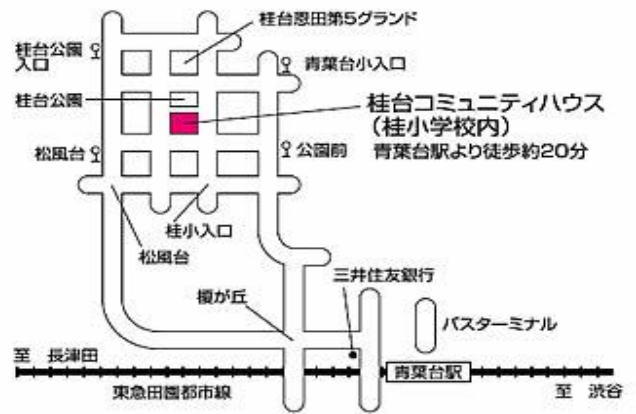 桂台恩田第5グランド
桂台公園
入口
青葉台小入口
桂台公園
桂台コミュニティハウス
(桂小学校内)
青葉台駅より徒歩約20分
松風台
公園前
桂小入口
松風台
三井住友銀行
榎が丘
バスターミナル
至 長津田
青葉台駅
東急田園都市線
至 渋谷